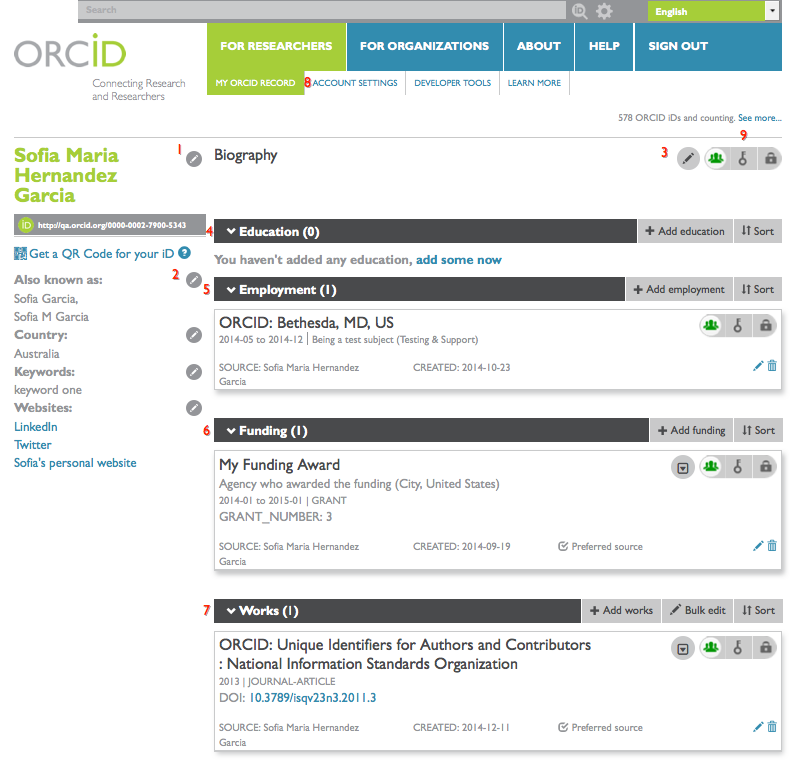 Search
iD
English
ORCiD
Connecting Research
and Researchers
FOR RESEARCHERS
FOR ORGANIZATIONS
ABOUT
HELP
SIGN OUT
MY ORCID RECORD
8
ACCOUNT SETTINGS
DEVELOPER TOOLS
LEARN MORE
578 ORCID iDs and counting. See more...
9
Sofia Maria
Hernandez
Garcia
1
Biography
3
iD http://qa.orcid.org/0000-0002-7900-5343
Get a QR Code for your iD ?
2
Also known as:
Sofia Garcia,
Sofia M Garcia
Country:
Australia
Keywords:
keyword one
Websites:
LinkedIn
Twitter
Sofia's personal website
4
Education (0)
Add education
Sort
You haven't added any education, add some now
5
Employment (1)
Add employment
Sort
ORCID: Bethesda, MD, US
2014-05 to 2014-12 | Being a test subject (Testing & Support)
SOURCE: Sofia Maria Hernandez
Garcia
CREATED: 2014-10-23
6
Funding (1)
Add funding
Sort
My Funding Award
Agency who awarded the funding (City, United States)
2014-01 to 2015-01 | GRANT
GRANT_NUMBER: 3
SOURCE: Sofia Maria Hernandez
Garcia
CREATED: 2014-09-19
Preferred source
7
Works (1)
Add works
Bulk edit
Sort
ORCID: Unique Identifiers for Authors and Contributors
: National Information Standards Organization
2013 | JOURNAL-ARTICLE
DOI: 10.3789/isqv23n3.2011.3
SOURCE: Sofia Maria Hernandez
Garcia
CREATED: 2014-12-11
Preferred source